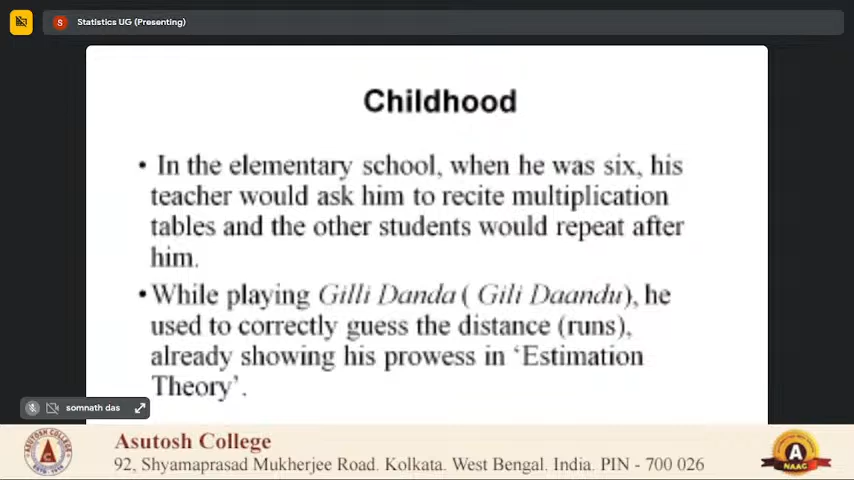 Statistics UG (Presenting)
Childhood
• In the elementary school, when he was six, his
teacher would ask him to recite multiplication
tables and the other students would repeat after
him.
• While playing Gilli Danda ( Gili Daandu), he
used to correctly guess the distance (runs),
already showing his prowess in ‘Estimation
Theory’.
somnath das
Asutosh College
92, Shyamaprasad Mukherjee Road. Kolkata. West Bengal. India. PIN - 700 026
ASUTOSH COLLEGE
A
NAAC